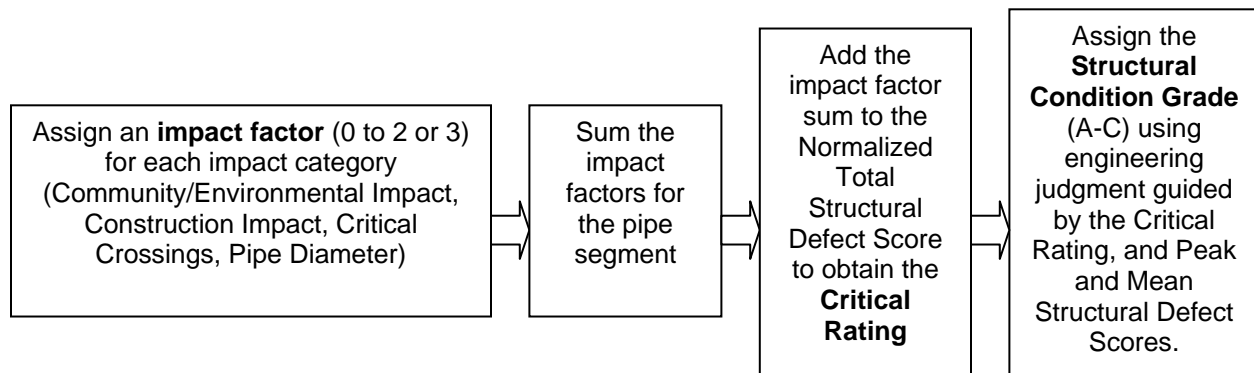 Assign an impact factor (0 to 2 or 3)
for each impact category
(Community/Environmental Impact,
Construction Impact, Critical
Crossings, Pipe Diameter)
Sum the
impact
factors for
the pipe
segment
Add the
impact factor
sum to the
Normalized
Total
Structural
Defect Score
to obtain the
Critical
Rating
Assign the
Structural
Condition Grade
(A-C) using
engineering
judgment guided
by the Critical
Rating, and Peak
and Mean
Structural Defect
Scores.